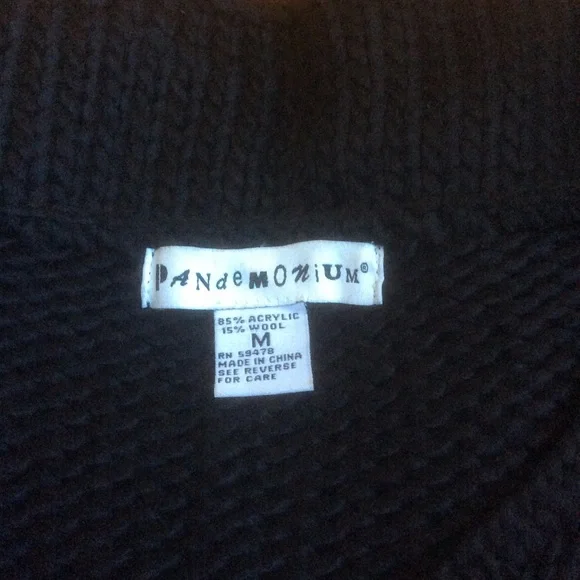 PANdeMONiUM®
85% ACRYLIC
15% WOOL
M
RN 59478
MADE IN CHINA
SEE REVERSE
FOR CARE